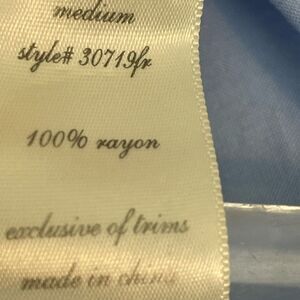 medium
style# 30719fr
100% rayon
exclusive of trims
made in china